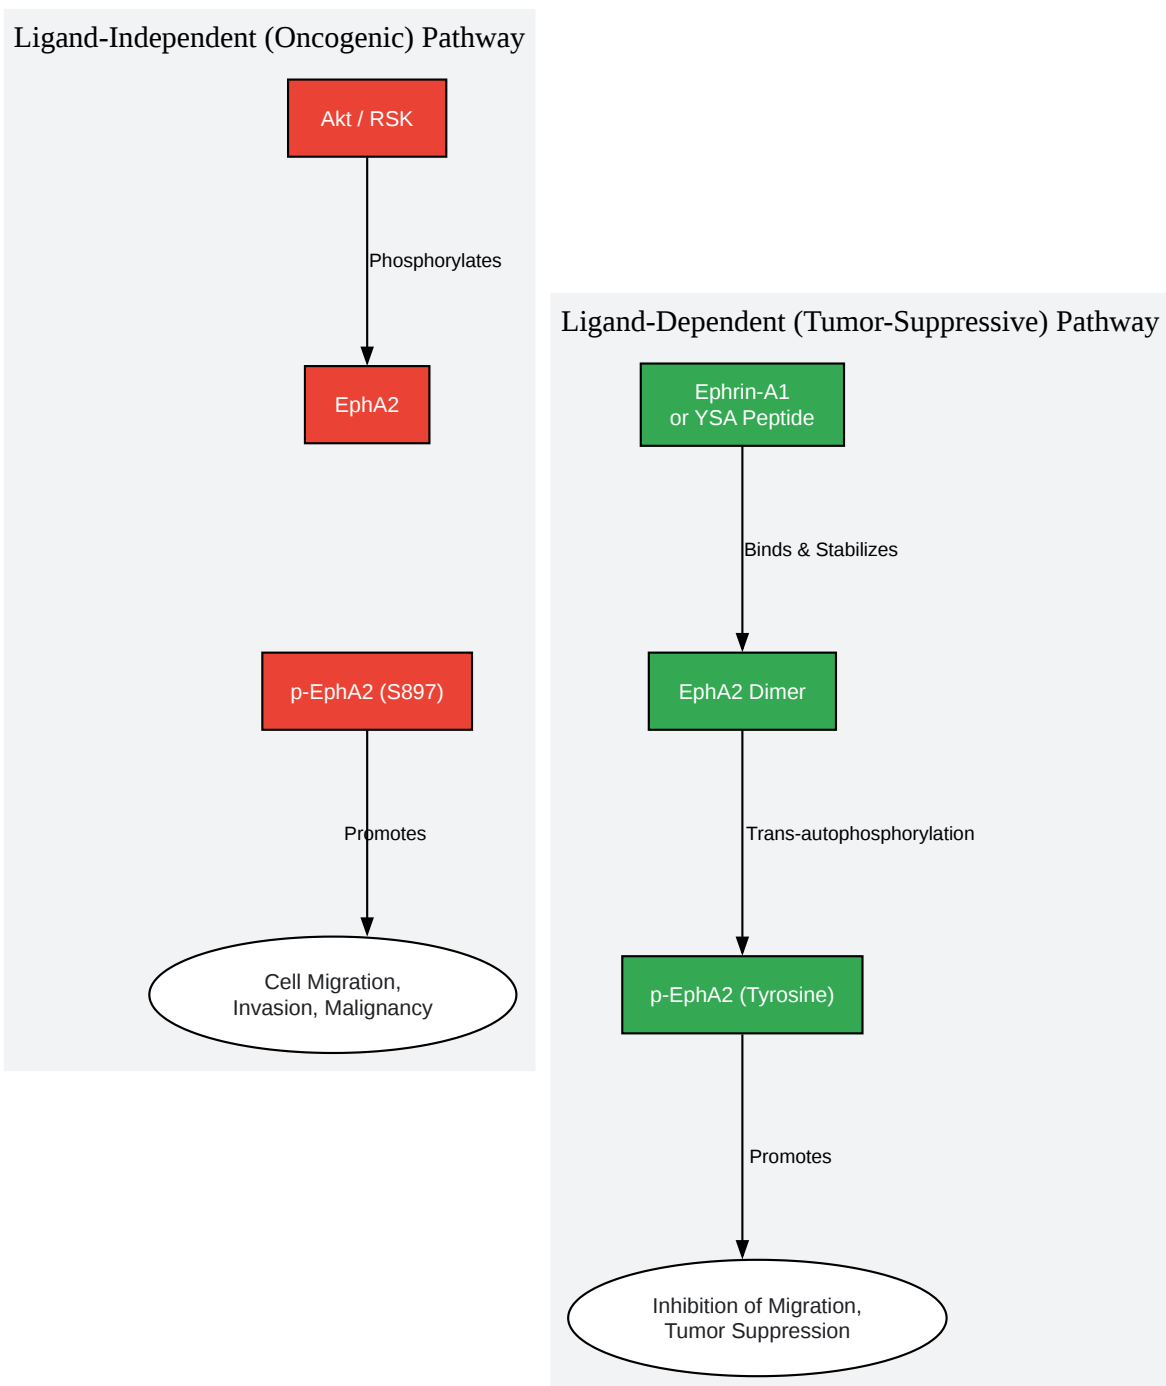 Ligand-Independent (Oncogenic) Pathway
Akt / RSK
Phosphorylates
EphA2
p-EphA2 (S897)
Promotes
Cell Migration,
Invasion, Malignancy
Ligand-Dependent (Tumor-Suppressive) Pathway
Ephrin-A1
or YSA Peptide
Binds & Stabilizes
EphA2 Dimer
Trans-autophosphorylation
p-EphA2 (Tyrosine)
Promotes
Inhibition of Migration,
Tumor Suppression